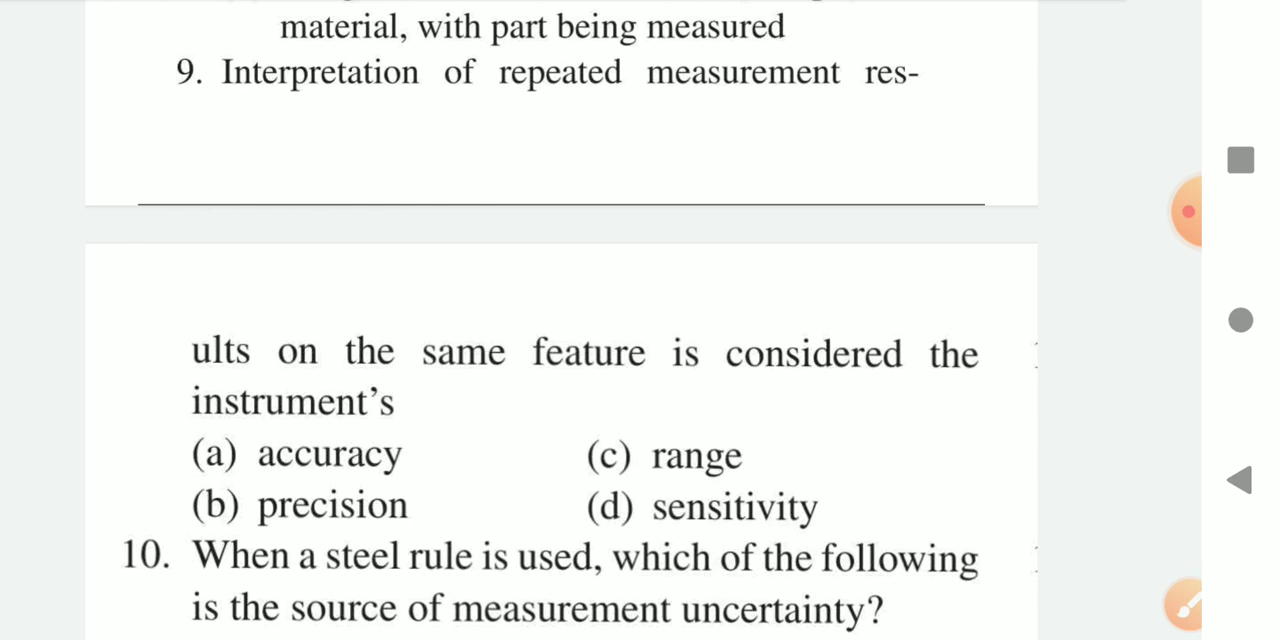 material, with part being measured
9. Interpretation of repeated measurement res-
ults on the same feature is considered the
instrument’s
(a) accuracy (c) range
(b) precision (d) sensitivity
10. When a steel rule is used, which of the following
is the source of measurement uncertainty?